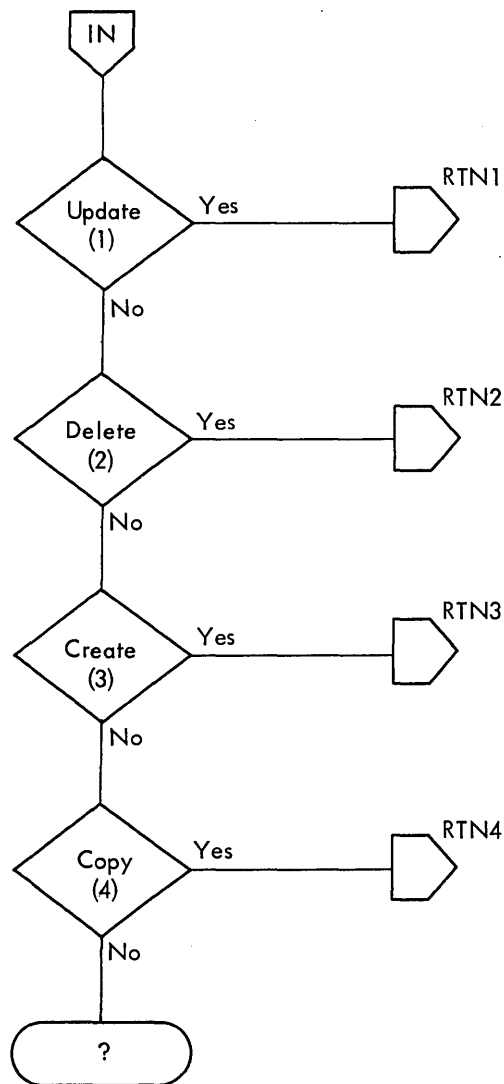 IN
Update
(1)
Yes
RTN1
No
Delete
(2)
Yes
RTN2
No
Create
(3)
Yes
RTN3
No
Copy
(4)
Yes
RTN4
No
?